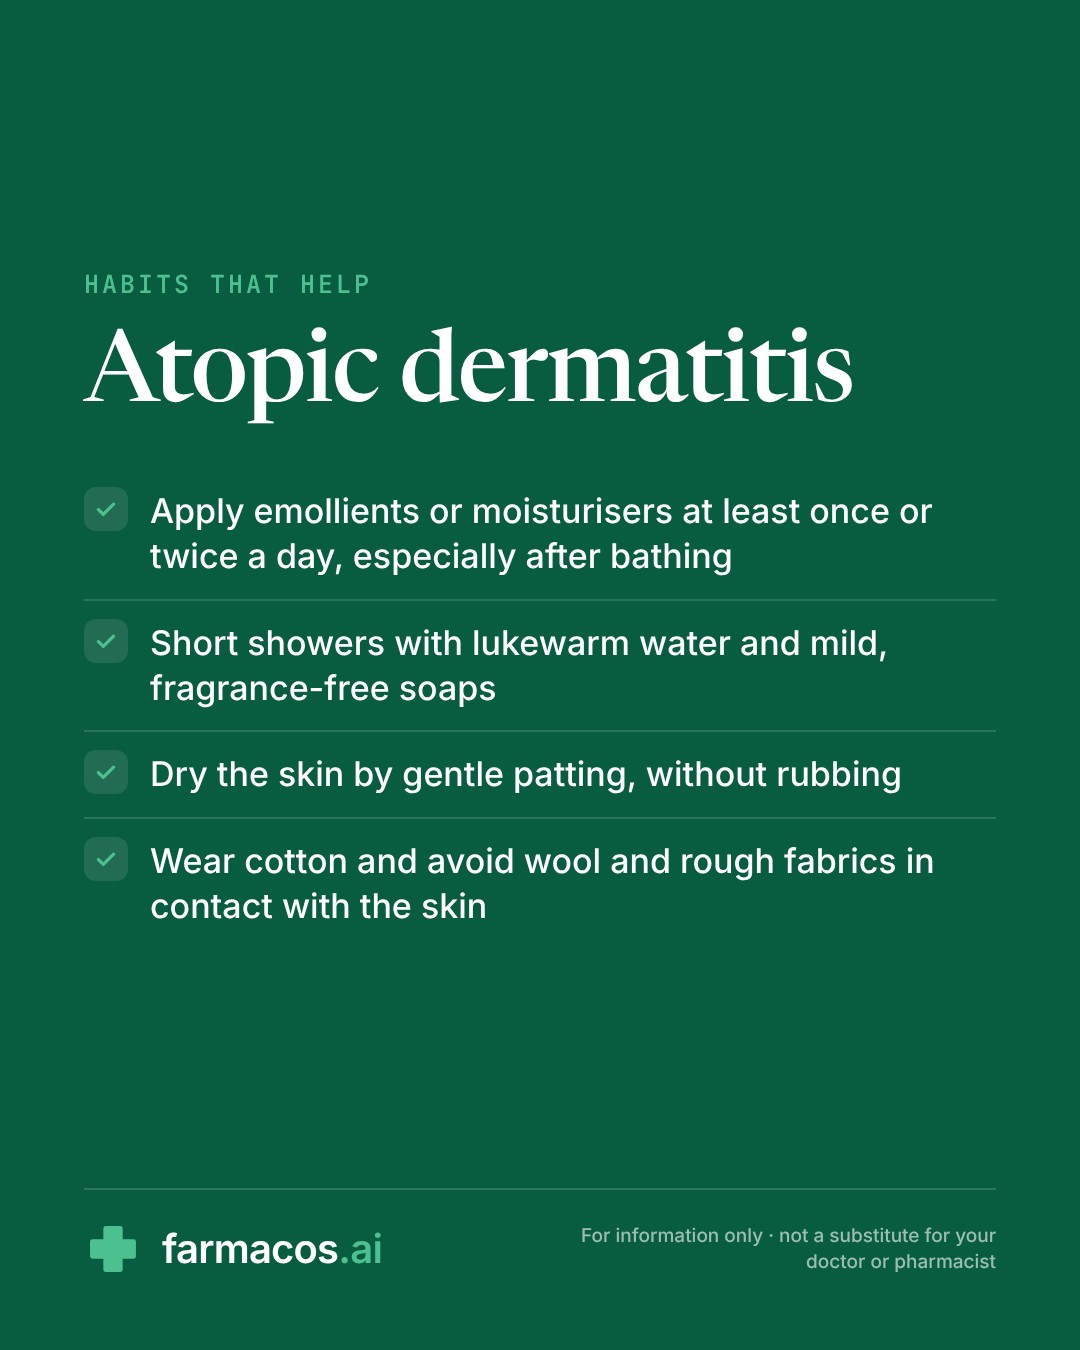 HABITS THAT HELP
Atopic dermatitis
Apply emollients or moisturisers at least once or
twice a day, especially after bathing
Short showers with lukewarm water and mild,
fragrance-free soaps
Dry the skin by gentle patting, without rubbing
Wear cotton and avoid wool and rough fabrics in
contact with the skin
farmacos.ai
For information only · not a substitute for your
doctor or pharmacist